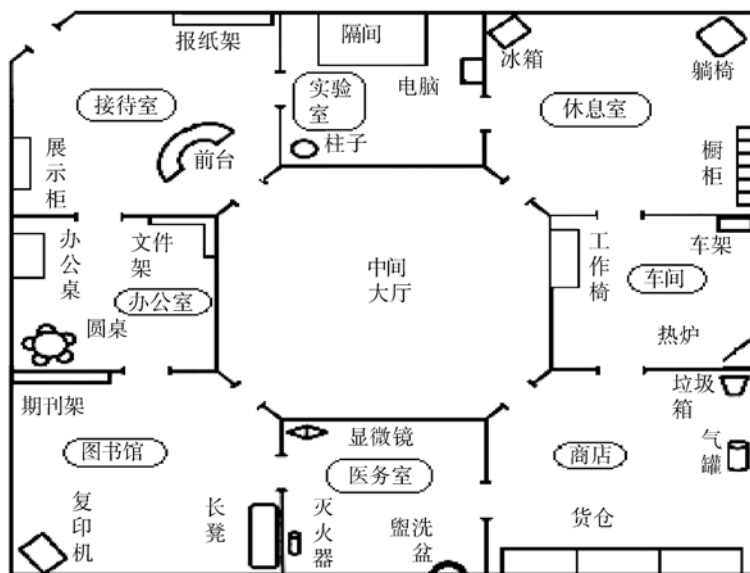 报纸架
隔间
冰箱
躺椅
接待室
实验
室
电脑
休息室
柱子
前台
展
示
柜
橱
柜
办
公
桌
文件
架
办公室
圆桌
中间
大厅
工
作
椅
车架
车间
热炉
期刊架
图书馆
复
印
机
长
凳
显微镜
医务室
灭
火
器
盥洗
盆
垃圾
箱
商店
气
罐
货仓